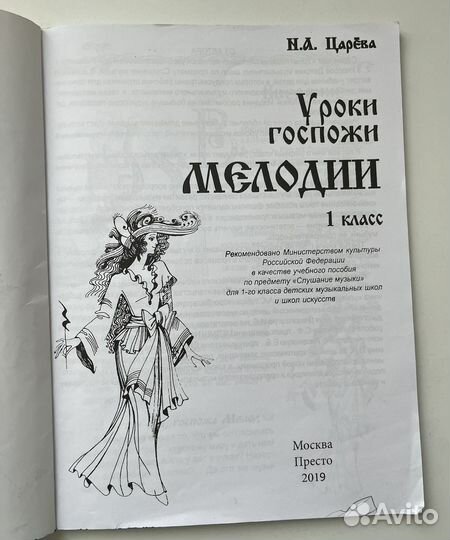 Н.А. Царёва
Уроки
госпожи
МЕЛОДИИ
1 класс
Рекомендовано Министерством культуры
Российской Федерации
в качестве учебного пособия
по предмету «Слушание музыки»
для 1-го класса детских музыкальных школ
и школ искусств
Москва
Престо
2019
Avito